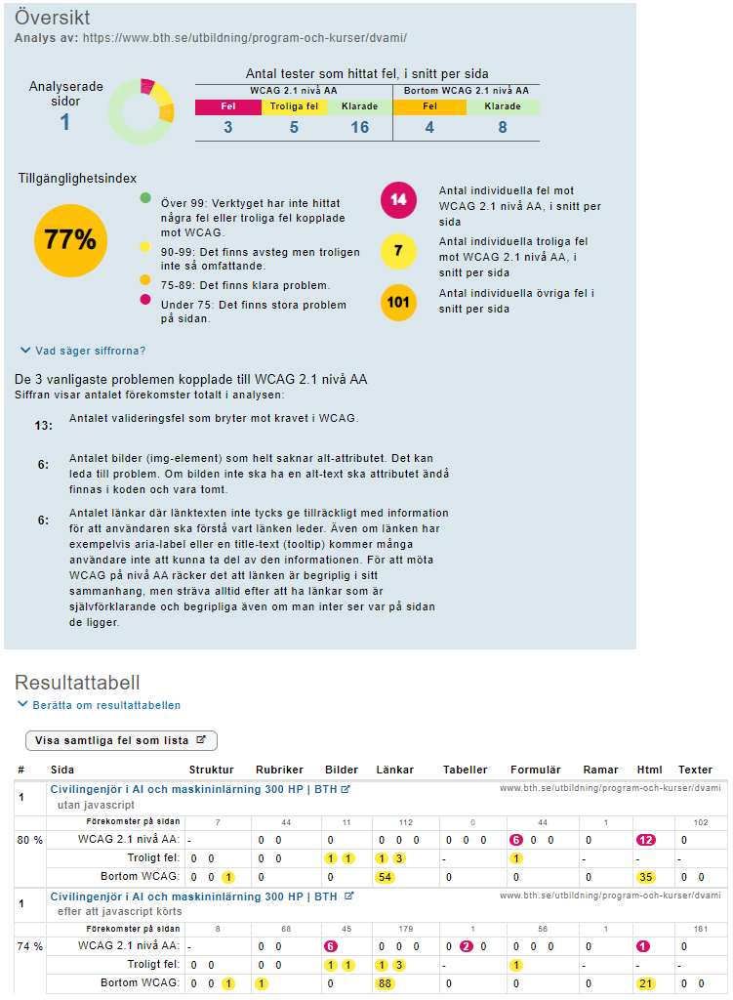 Översikt
Analys av: https://www.bth.se/utbildning/program-och-kurser/dvami/
Analyserade
sidor
1
Antal tester som hittat fel, i snitt per sida
WCAG 2.1 nivå AA Bortom WCAG 2.1 nivå AA
Fel Troliga fel Klarade Fel Klarade
3 5 16 4 8
Tillgänglighetsindex
77%
Över 99: Verktyget har inte hittat
några fel eller troliga fel kopplade
mot WCAG.
90-99: Det finns avsteg men troligen
inte så omfattande.
75-89: Det finns klara problem.
Under 75: Det finns stora problem
på sidan.
14
Antal individuella fel mot
WCAG 2.1 nivå AA, i snitt per
sida
7
Antal individuella troliga fel
mot WCAG 2.1 nivå AA, i
snitt per sida
101
Antal individuella övriga fel i
snitt per sida
Vad säger siffrorna?
De 3 vanligaste problemen kopplade till WCAG 2.1 nivå AA
Siffran visar antalet förekomster totalt i analysen:
13: Antalet valideringsfel som bryter mot kravet i WCAG.
6: Antalet bilder (img-element) som helt saknar alt-attributet. Det kan
leda till problem. Om bilden inte ska ha en alt-text ska attributet ändå
finnas i koden och vara tomt.
6: Antalet länkar där länktexten inte tycks ge tillräckligt med information
för att användaren ska förstå vart länken leder. Även om länken har
exempelvis aria-label eller en title-text (tooltip) kommer många
användare inte att kunna ta del av den informationen. För att möta
WCAG på nivå AA räcker det att länken är begriplig i sitt
sammanhang, men sträva alltid efter att ha länkar som är
självförklarande och begripliga även om man inter ser var på sidan
de ligger.
Resultattabell
Berätta om resultattabellen
Visa samtliga fel som lista
# Sida Struktur Rubriker Bilder Länkar Tabeller Formulär Ramar Html Texter
1 Civilingenjör i AI och maskininlärning 300 HP | BTH www.bth.se/utbildning/program-och-kurser/dvami
utan javascript
Förekomster på sidan 7 44 11 112 0 44 1 102
80 % WCAG 2.1 nivå AA: - 0 0 0 0 0 0 0 0 0 6 0 0 0 12 0
Troligt fel: 0 0 0 0 1 1 1 3 - 1 - - -
Bortom WCAG: 0 0 1 0 0 54 0 0 0 35 0 0
1 Civilingenjör i AI och maskininlärning 300 HP | BTH www.bth.se/utbildning/program-och-kurser/dvami
efter att javascript körts
Förekomster på sidan 8 68 45 179 1 56 1 181
74 % WCAG 2.1 nivå AA: - 0 0 6 0 0 0 0 2 0 0 0 0 0 1 0
Troligt fel: 0 0 0 0 1 1 1 3 - 1 - - -
Bortom WCAG: 0 0 1 1 0 88 0 0 0 21 0 0